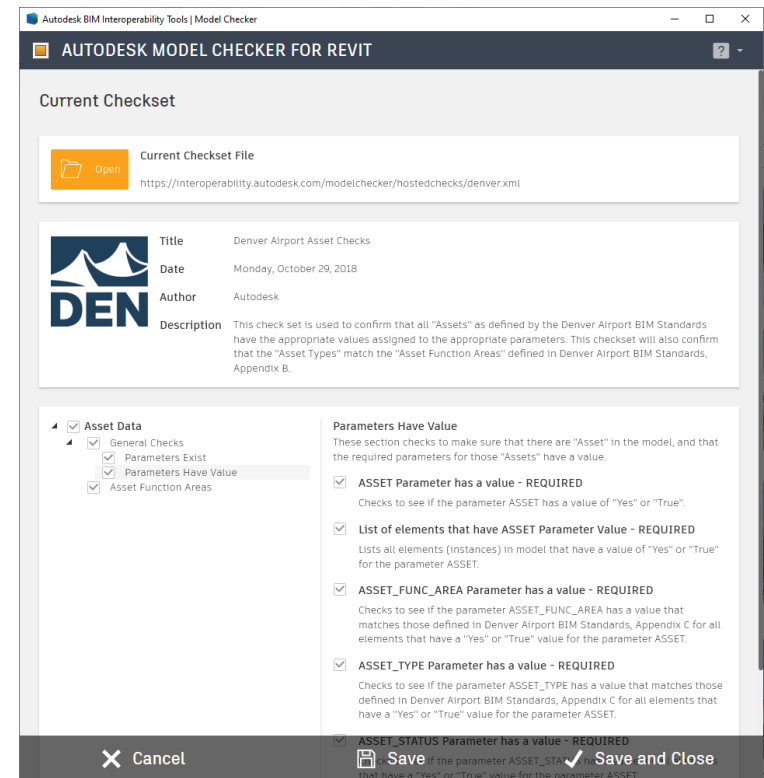 Autodesk BIM Interoperability Tools | Model Checker
AUTODESK MODEL CHECKER FOR REVIT
?
Current Checkset
Open
Current Checkset File
https://interoperability.autodesk.com/modelchecker/hostedchecks/denver.xml
DEN
Title Denver Airport Asset Checks
Date Monday, October 29, 2018
Author Autodesk
Description This check set is used to confirm that all "Assets" as defined by the Denver Airport BIM Standards
have the appropriate values assigned to the appropriate parameters. This checkset will also confirm
that the "Asset Types" match the "Asset Function Areas" defined in Denver Airport BIM Standards,
Appendix B.
Asset Data
General Checks
Parameters Exist
Parameters Have Value
Asset Function Areas
Parameters Have Value
These section checks to make sure that there are "Asset" in the model, and that
the required parameters for those "Assets" have a value.
ASSET Parameter has a value - REQUIRED
Checks to see if the parameter ASSET has a value of "Yes" or "True".
List of elements that have ASSET Parameter Value - REQUIRED
Lists all elements (instances) in model that have a value of "Yes" or "True"
for the parameter ASSET.
ASSET_FUNC_AREA Parameter has a value - REQUIRED
Checks to see if the parameter ASSET_FUNC_AREA has a value that
matches those defined in Denver Airport BIM Standards, Appendix C for all
elements that have a "Yes" or "True" value for the parameter ASSET.
ASSET_TYPE Parameter has a value - REQUIRED
Checks to see if the parameter ASSET_TYPE has a value that matches those
defined in Denver Airport BIM Standards, Appendix C for all elements that
have a "Yes" or "True" value for the parameter ASSET.
ASSET_STATUS Parameter has a value - REQUIRED
if the parameter
that have a "Yes" or "True" value for the parameter ASSET.
Cancel
Save
Save and Close